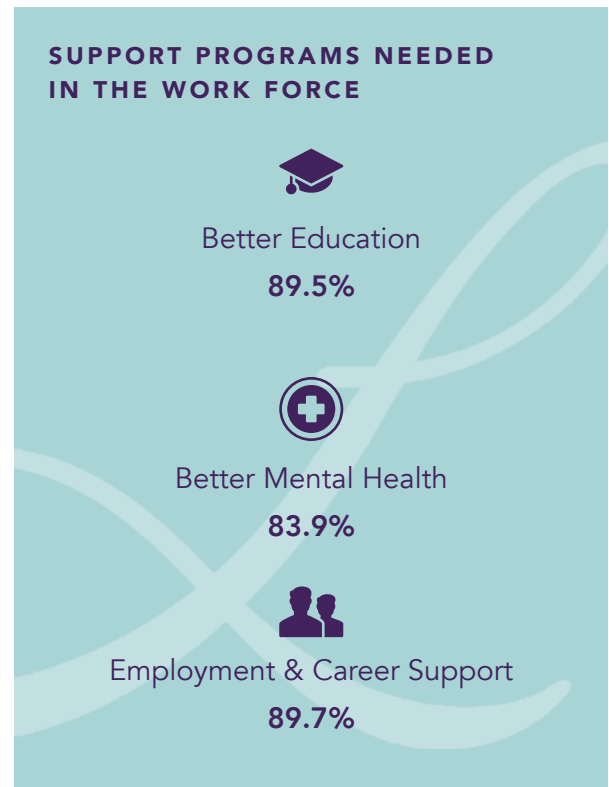 SUPPORT PROGRAMS NEEDED
IN THE WORK FORCE
Better Education
89.5%
Better Mental Health
83.9%
Employment & Career Support
89.7%